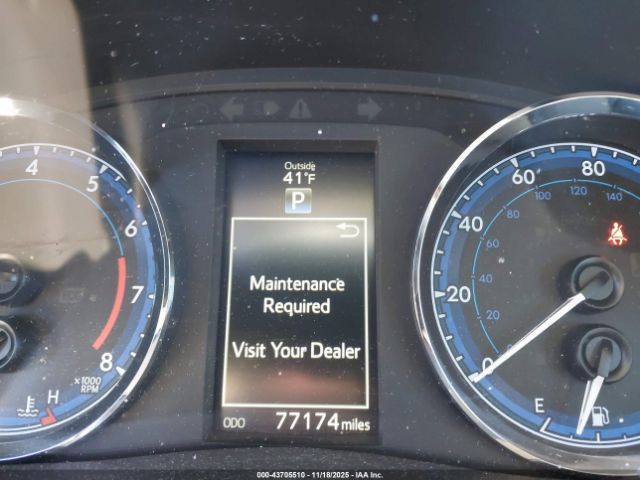 Outside
41°F
P
Maintenance
Required
Visit Your Dealer
ODO 77174 miles
4 5 6 7 8
x1000
RPM
H
0 20 40 60 80
0 20 40 60 80 100 120 140
E
000-43705510 - 11/18/2025 - IAA Inc.